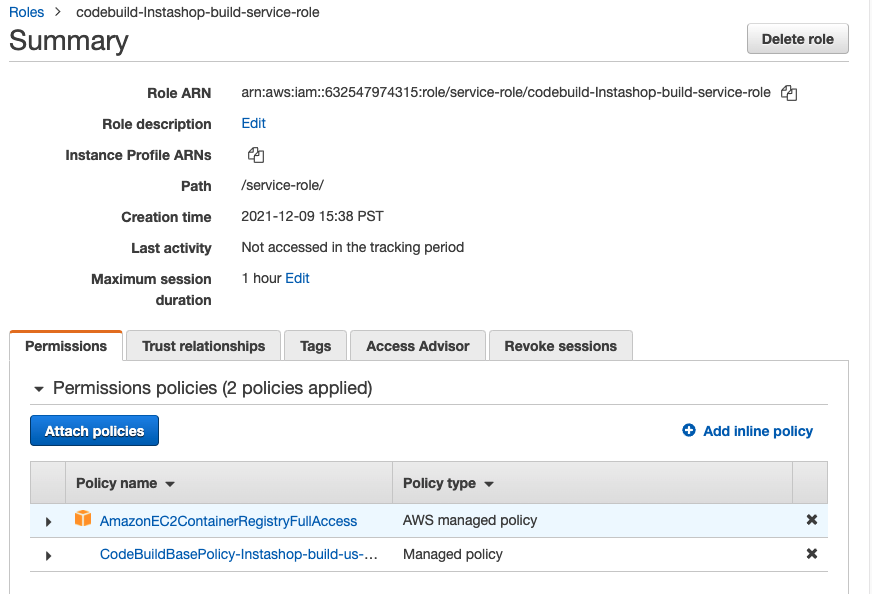 Roles > codebuild-Instashop-build-service-role
Summary
Delete role
Role ARN arn:aws:iam::632547974315:role/service-role/codebuild-Instashop-build-service-role
Role description Edit
Instance Profile ARNs
Path /service-role/
Creation time 2021-12-09 15:38 PST
Last activity Not accessed in the tracking period
Maximum session 1 hour Edit
duration
Permissions Trust relationships Tags Access Advisor Revoke sessions
Permissions policies (2 policies applied)
Attach policies Add inline policy
Policy name Policy type
AmazonEC2ContainerRegistryFullAccess AWS managed policy
CodeBuildBasePolicy-Instashop-build-us-... Managed policy